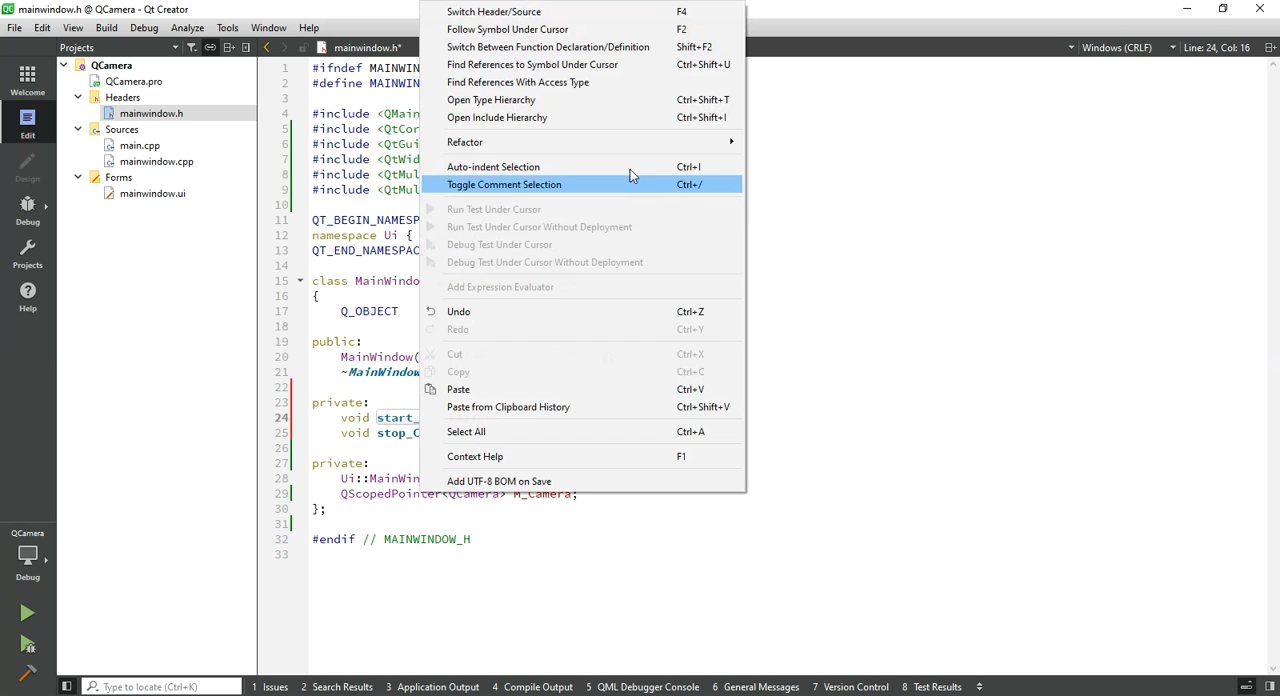 mainwindow.h @ QCamera - Qt Creator
File Edit View Build Debug Analyze Tools Window Help
Projects
mainwindow.h*
Windows (CRLF)
Line: 24, Col: 16
Welcome
Edit
Design
Debug
Projects
Help
QCamera
Debug
QCamera
QCamera.pro
Headers
mainwindow.h
Sources
main.cpp
mainwindow.cpp
Forms
mainwindow.ui
1 #ifndef MAINWIN
2 #define MAINWIN
3
4 #include <QMain
5 #include <QtCor
6 #include <QtGui
7 #include <QtWid
8 #include <QtMul
9 #include <QtMul
10
11 QT_BEGIN_NAMESP
12 namespace Ui {
13 QT_END_NAMESPAC
14
15 class MainWindo
16 {
17 Q_OBJECT
18
19 public:
20 MainWindow(
21 ~MainWindow
22
23 private:
24 void start_
25 void stop_C
26
27 private:
28 Ui::MainWin
29 QScopedPointer<QCamera> M_Camera;
30 };
31
32 #endif // MAINWINDOW_H
33
Switch Header/Source F4
Follow Symbol Under Cursor F2
Switch Between Function Declaration/Definition Shift+F2
Find References to Symbol Under Cursor Ctrl+Shift+U
Find References With Access Type
Open Type Hierarchy Ctrl+Shift+T
Open Include Hierarchy Ctrl+Shift+I
Refactor
Auto-indent Selection Ctrl+I
Toggle Comment Selection Ctrl+/
Run Test Under Cursor
Run Test Under Cursor Without Deployment
Debug Test Under Cursor
Debug Test Under Cursor Without Deployment
Add Expression Evaluator
Undo Ctrl+Z
Redo Ctrl+Y
Cut Ctrl+X
Copy Ctrl+C
Paste Ctrl+V
Paste from Clipboard History Ctrl+Shift+V
Select All Ctrl+A
Context Help F1
Add UTF-8 BOM on Save
Type to locate (Ctrl+K)
1 Issues 2 Search Results 3 Application Output 4 Compile Output 5 QML Debugger Console 6 General Messages 7 Version Control 8 Test Results